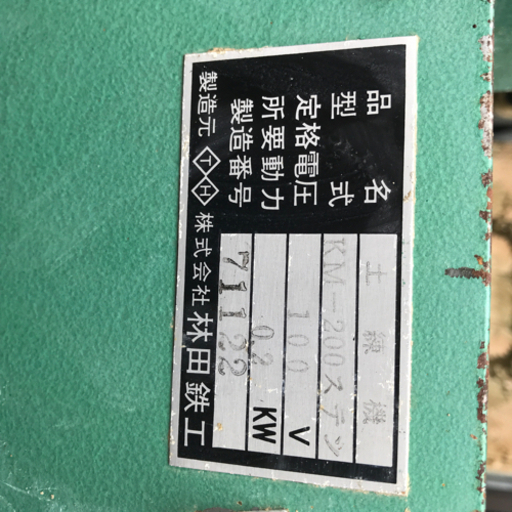 品名 土練機
型式 KM-200ステン
定格電圧 100 V
所要動力 0.2 KW
製造番号 71122
製造元 TH 株式会社 林田鉄工